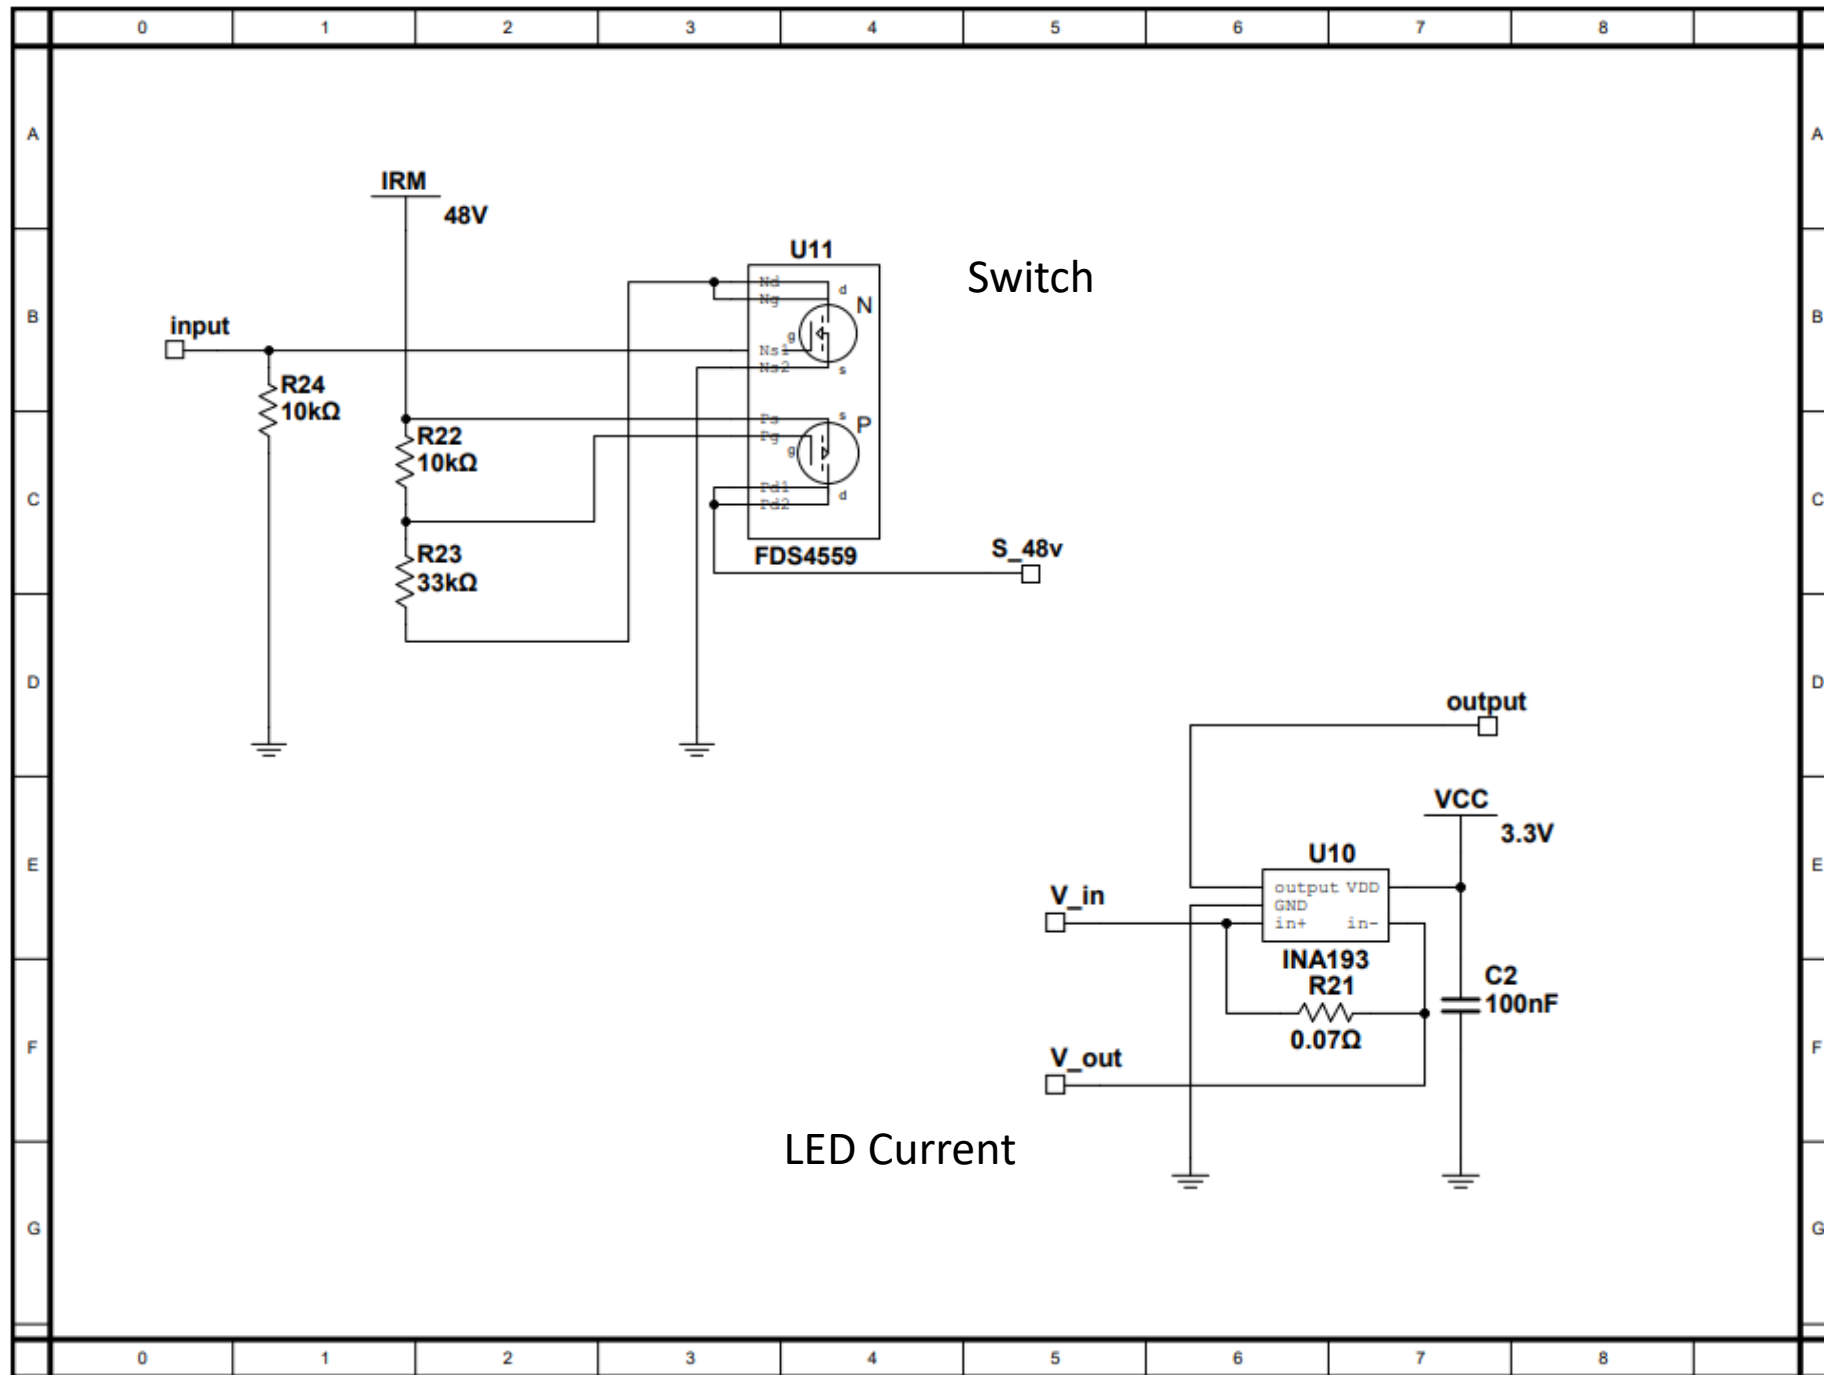 0 1 2 3 4 5 6 7 8
A A
IRM
48V
U11
Switch
Nd
d
Ng
N
B B
input
g
Ns1
Ns2
s
R24
10kΩ
Ps
s
P
R22
10kΩ
Pg
g
Pd1
d
Pd2
C C
R23
33kΩ
FDS4559
S_48v
D D
output
VCC
3.3V
U10
E E
output VDD
GND
in+ in-
V_in
INA193
R21
0.07Ω
C2
100nF
F F
V_out
LED Current
G G
0 1 2 3 4 5 6 7 8